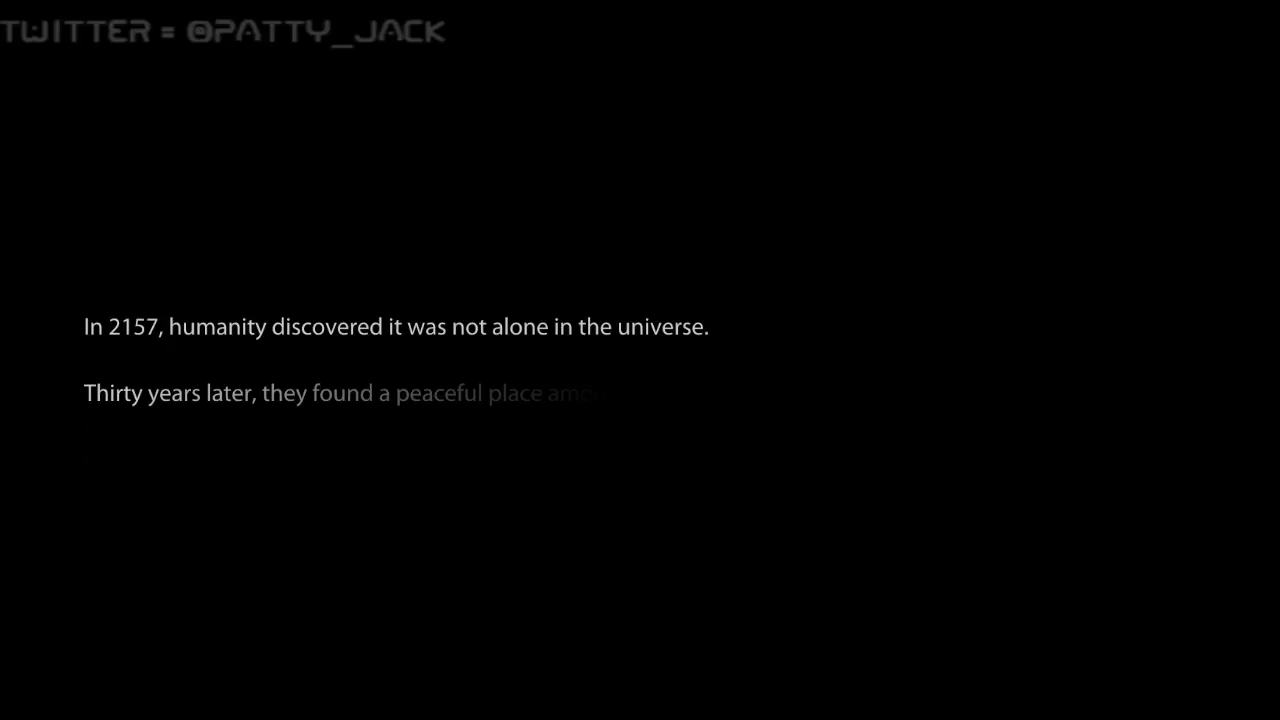 TWITTER = @PATTY_JACK
In 2157, humanity discovered it was not alone in the universe.
Thirty years later, they found a peaceful place